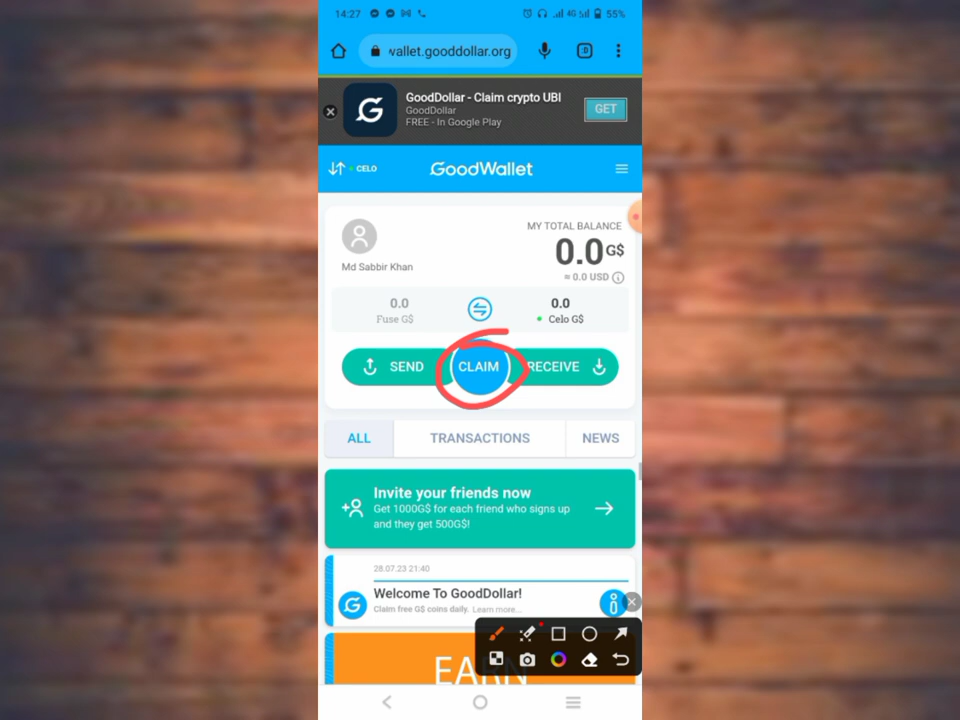 14:27
4G 55%
wallet.gooddollar.org
GoodDollar - Claim crypto UBI
GoodDollar
FREE - In Google Play
GET
CELO
GoodWallet
MY TOTAL BALANCE
0.0 G$
≈ 0.0 USD
Md Sabbir Khan
0.0
Fuse G$
0.0
Celo G$
SEND
CLAIM
RECEIVE
ALL
TRANSACTIONS
NEWS
Invite your friends now
Get 1000G$ for each friend who signs up
and they get 500G$!
28.07.23 21:40
Welcome To GoodDollar!
Claim free G$ coins daily. Learn more...
EARN